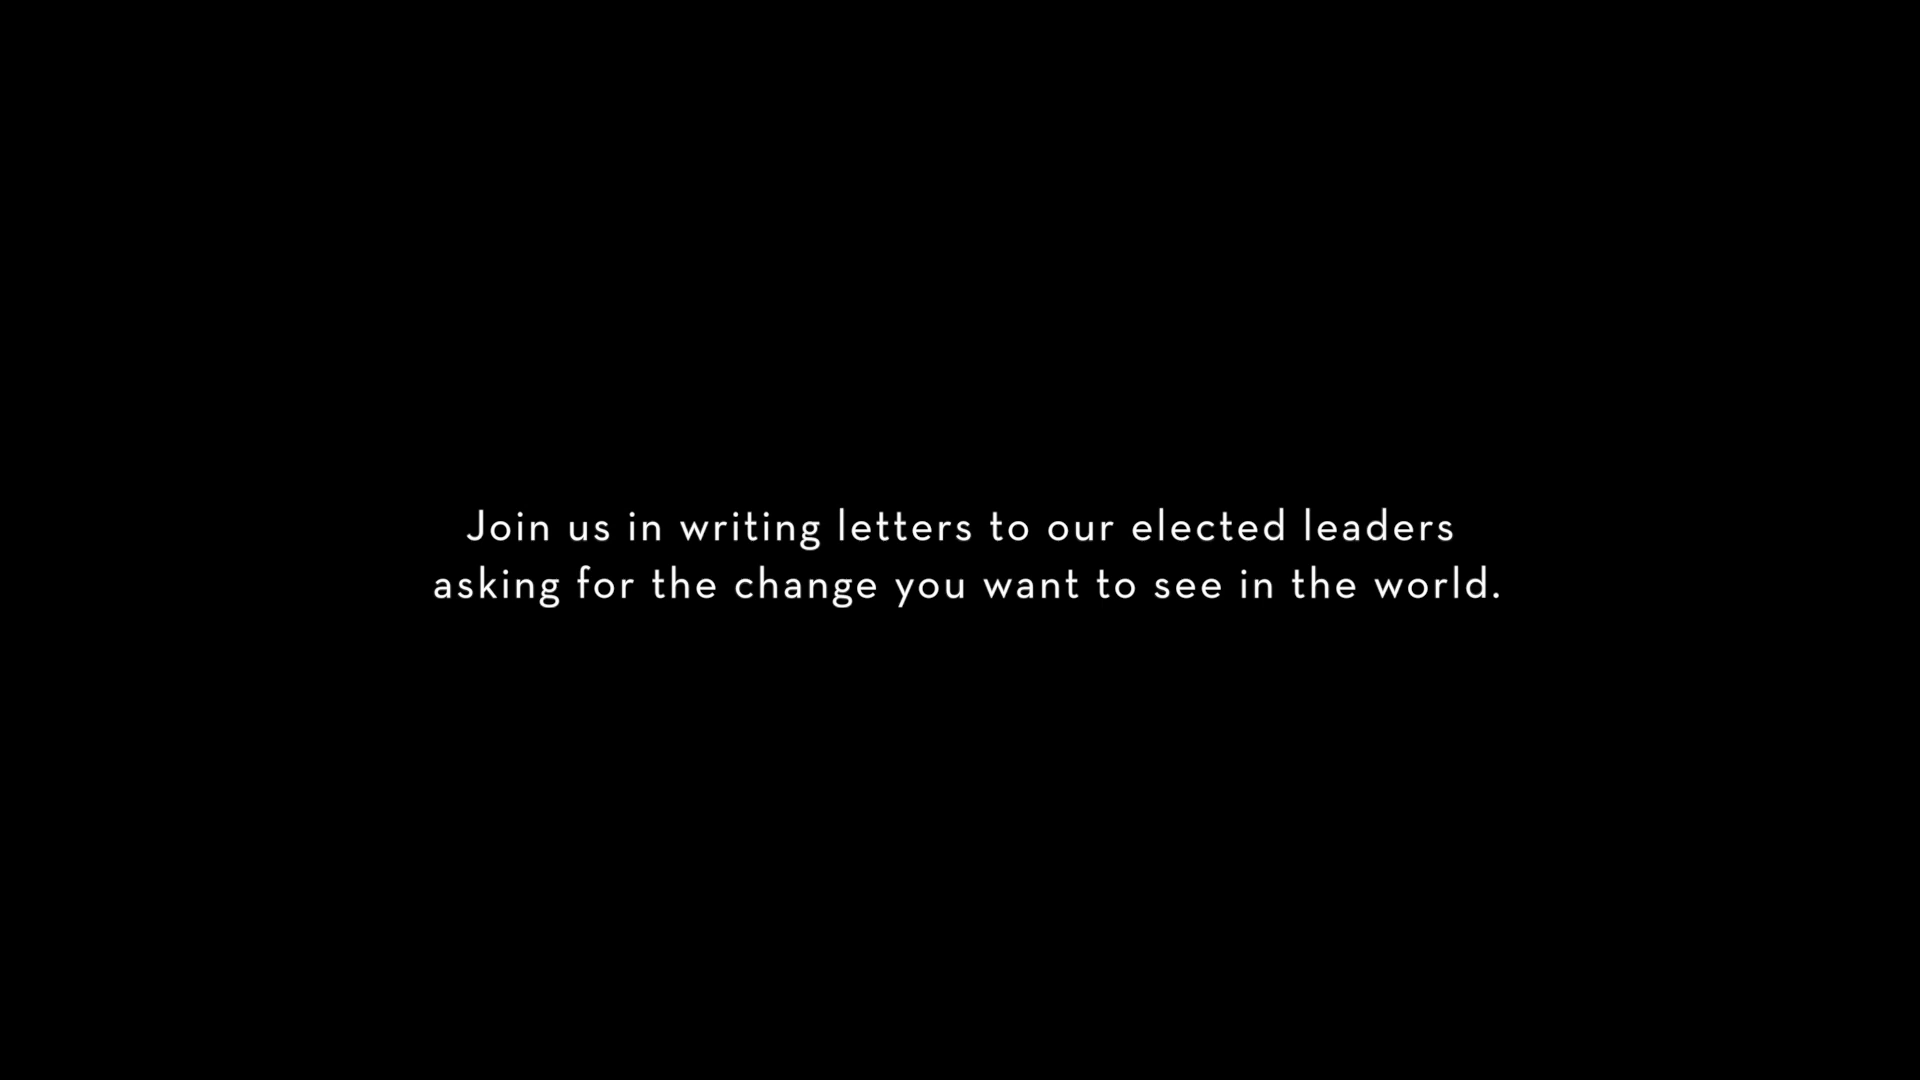 Join us in writing letters to our elected leaders
asking for the change you want to see in the world.